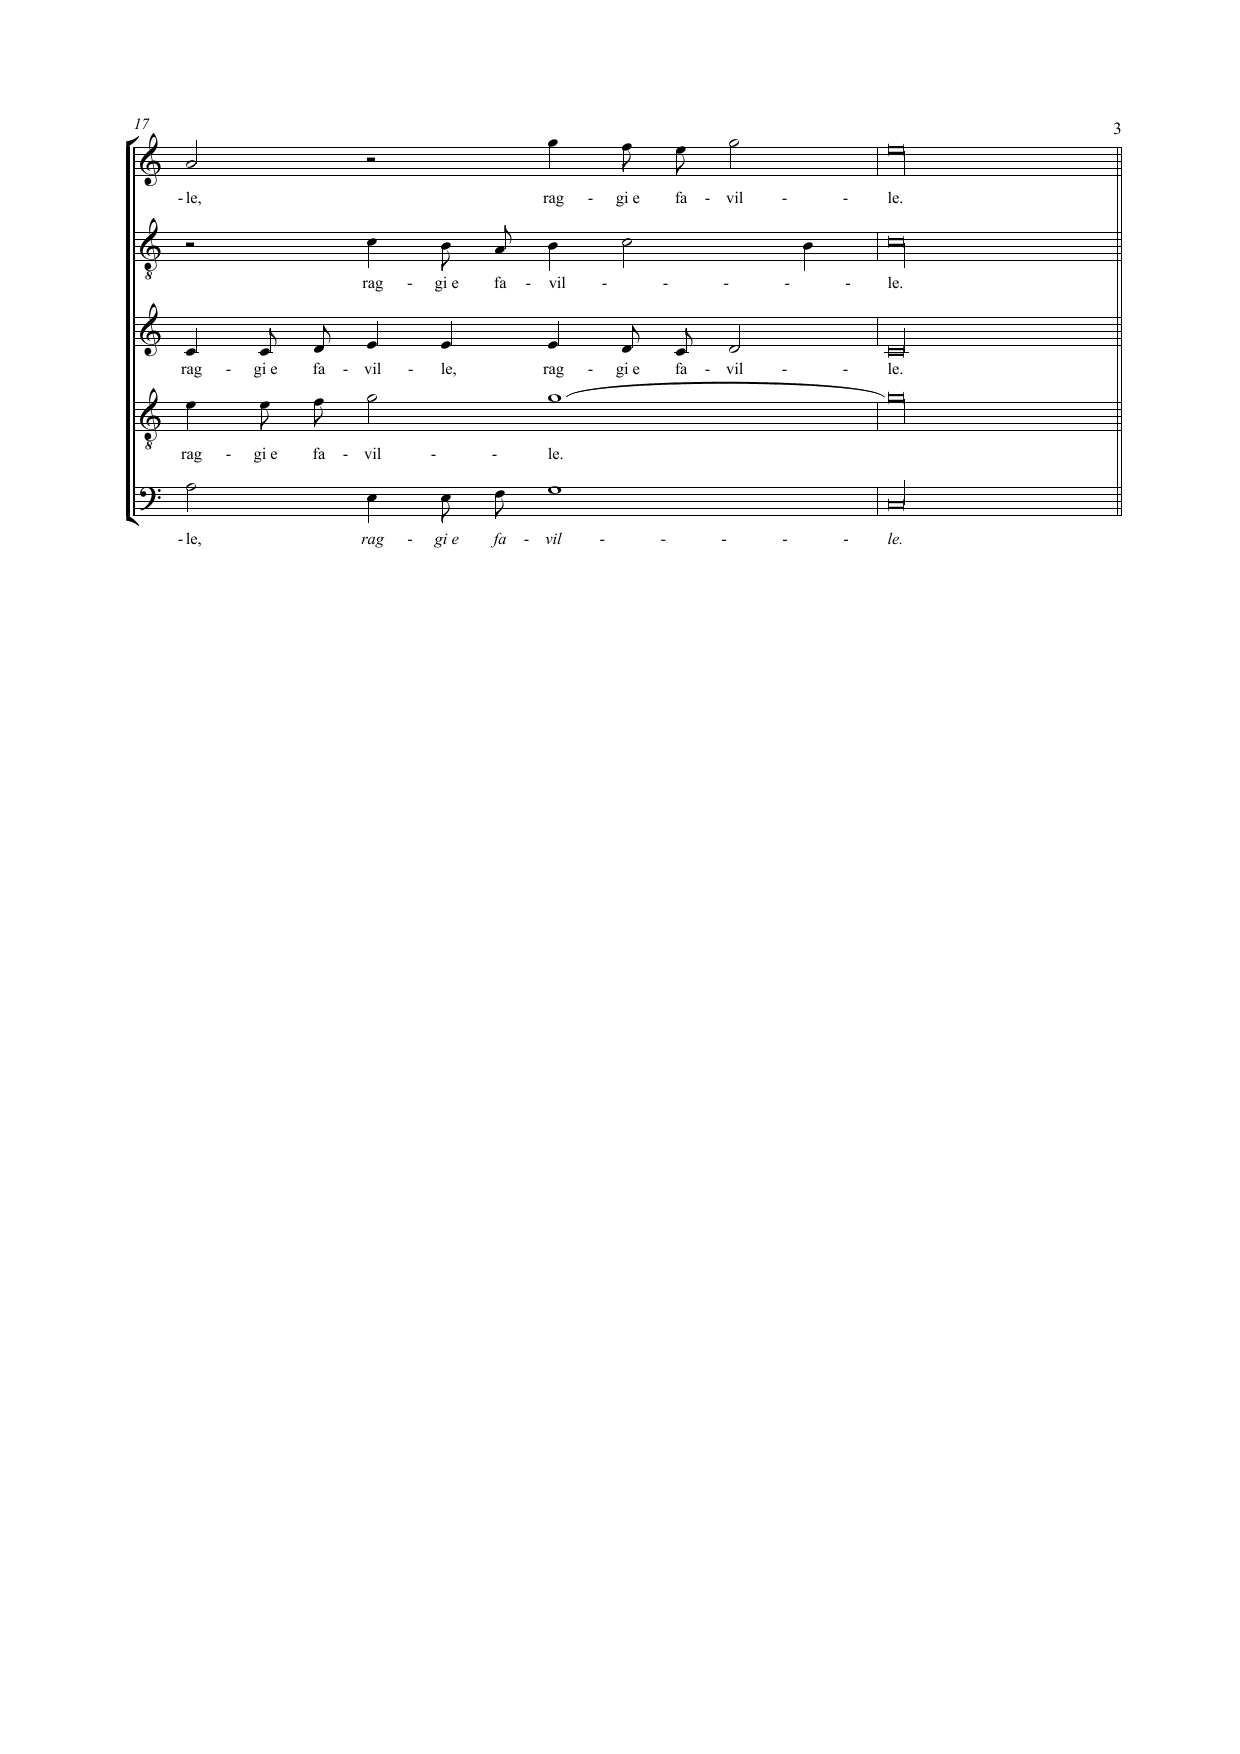 17
3
-le, rag - gi e fa - vil - - le.
rag - gi e fa - vil - - - - - le.
rag - gi e fa - vil - le, rag - gi e fa - vil - - le.
rag - gi e fa - vil - - le.
-le, rag - gi e fa - vil - - - - - le.